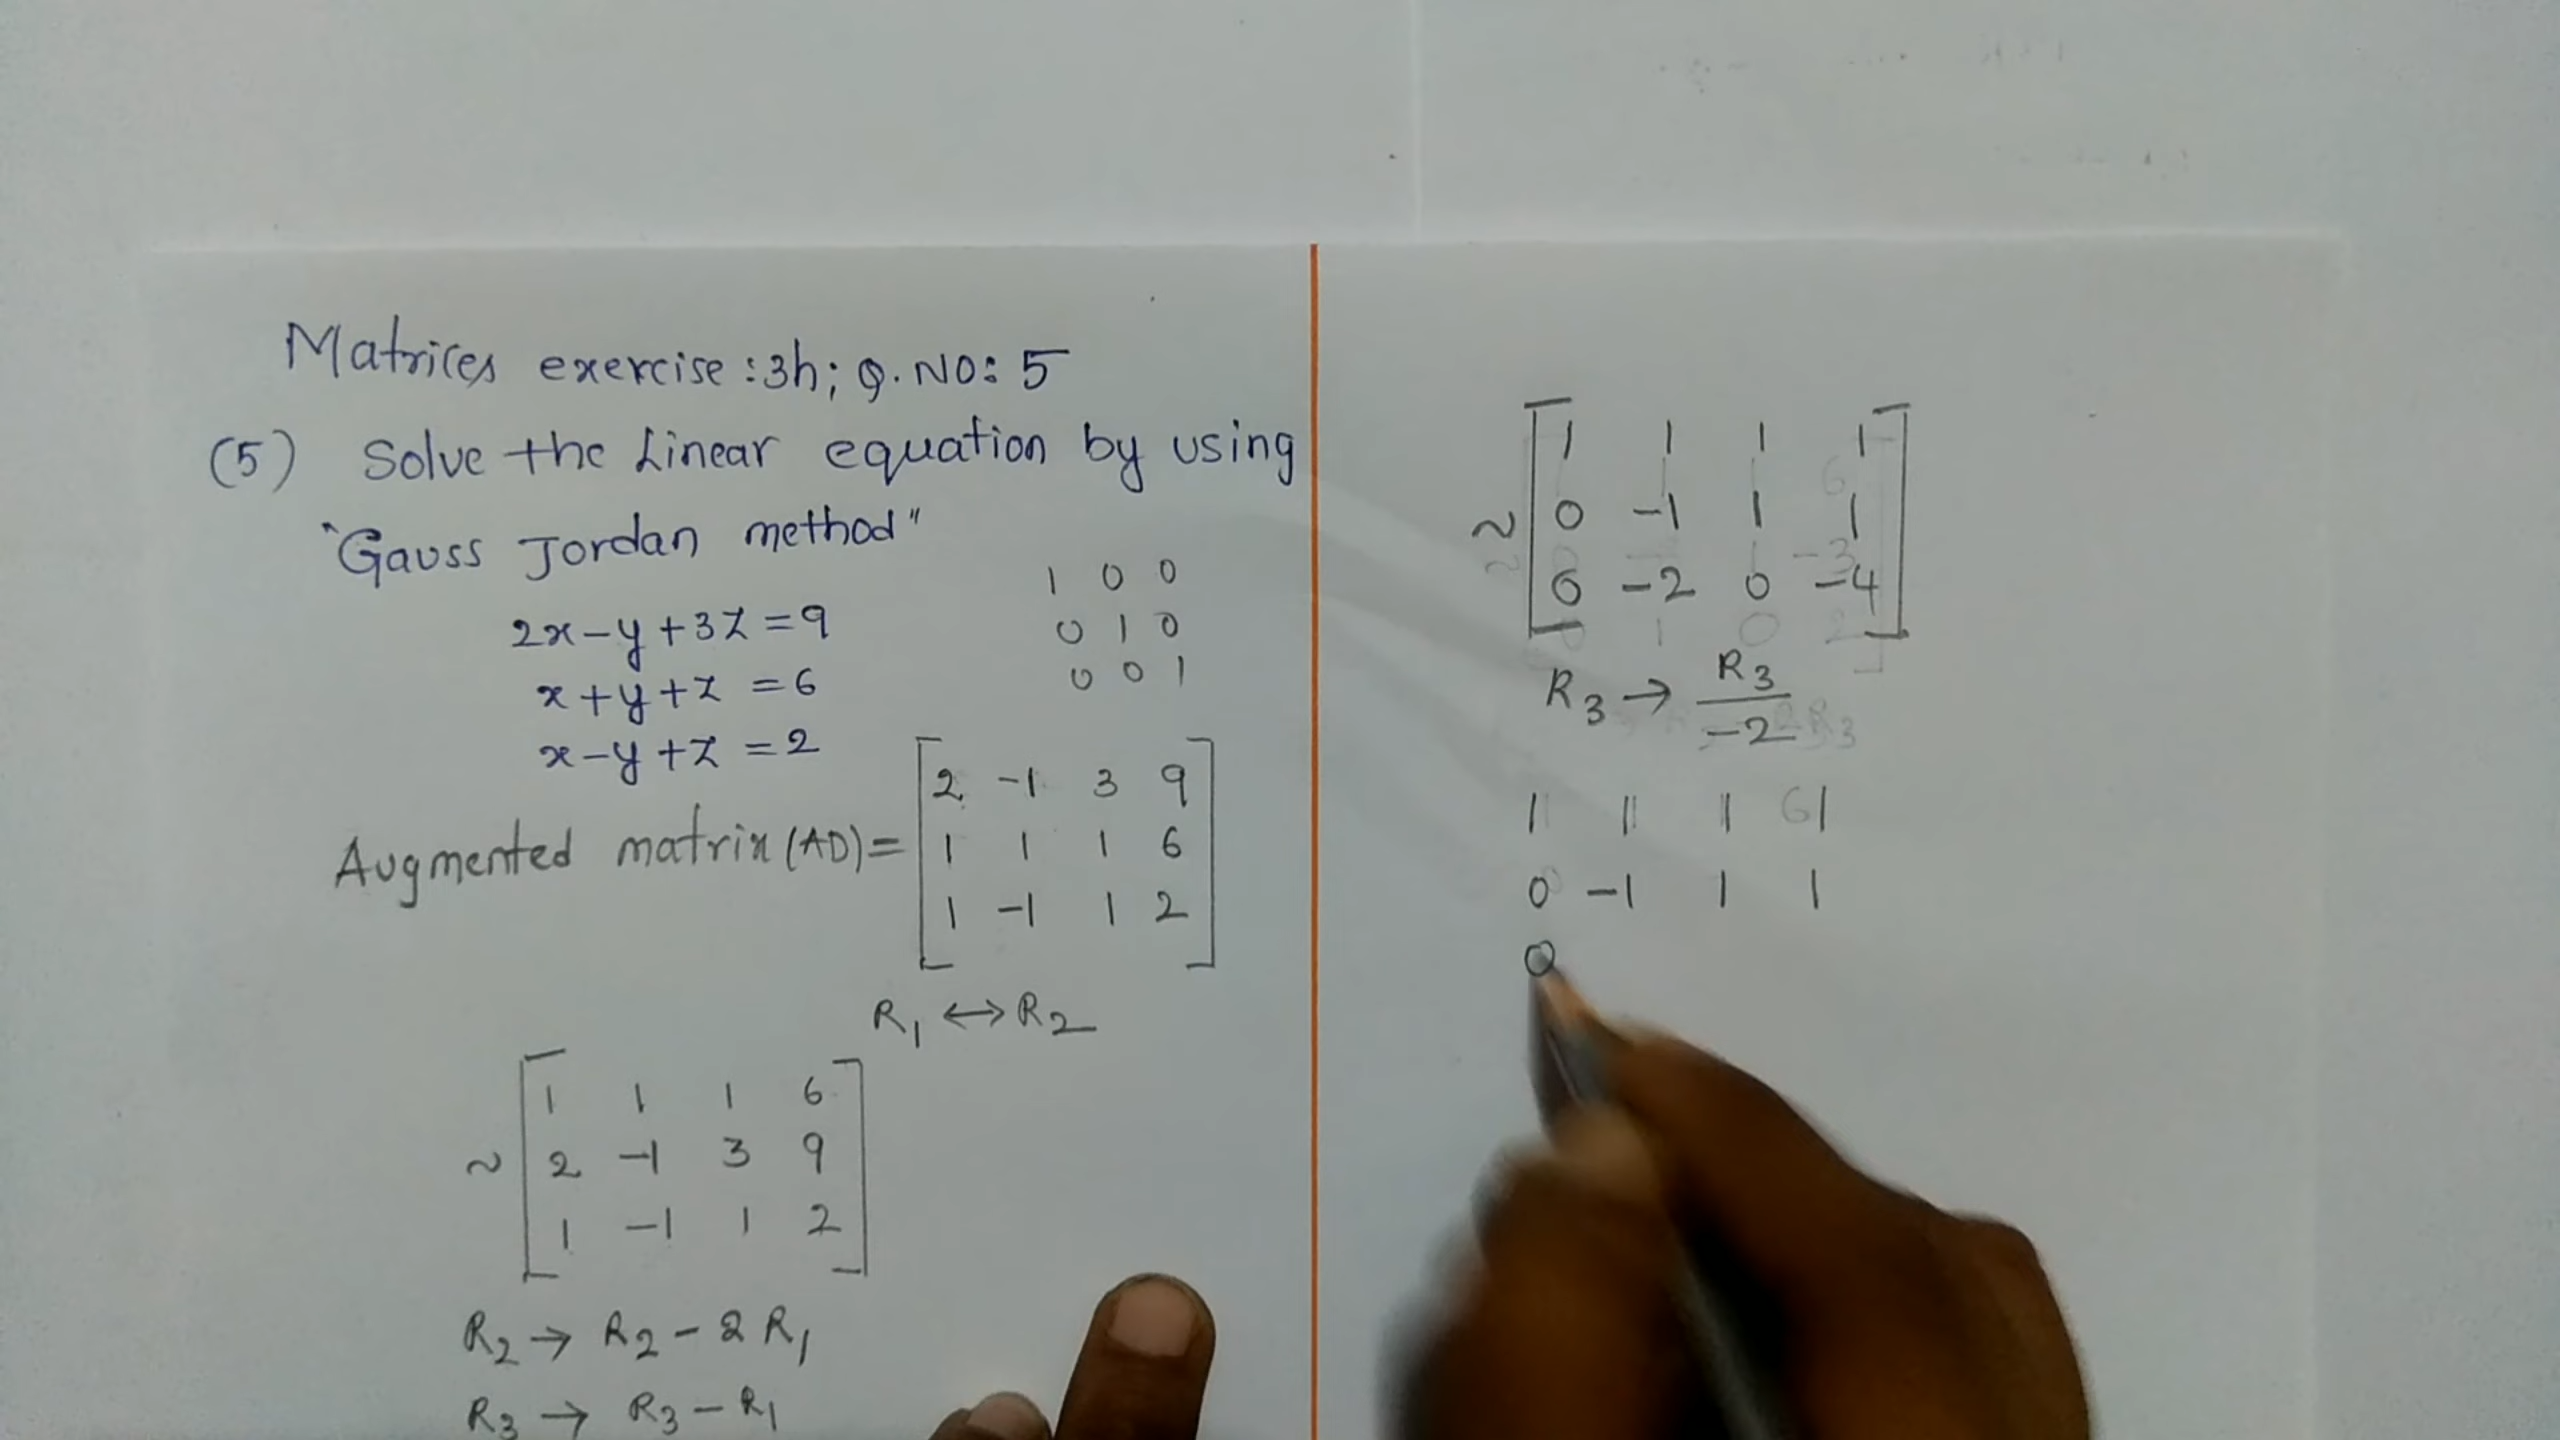 Matrices exercise:3h; Q.NO: 5
(5) Solve the Linear equation by using
"Gauss Jordan method"
2x-y+3z=9
x+y+z=6
x-y+z=2
1 0 0
0 1 0
0 0 1
Augmented matrix (AD)=
2 -1 3 9
1 1 1 6
1 -1 1 2
R1 ↔ R2
~
1 1 1 6
2 -1 3 9
1 -1 1 2
R2 → R2 - 2R1
R3 → R3 - R1
~
1 1 1 1
0 -1 1 1
0 -2 0 -4
R3 → R3/-2
1 1 1 1
0 -1 1 1
0